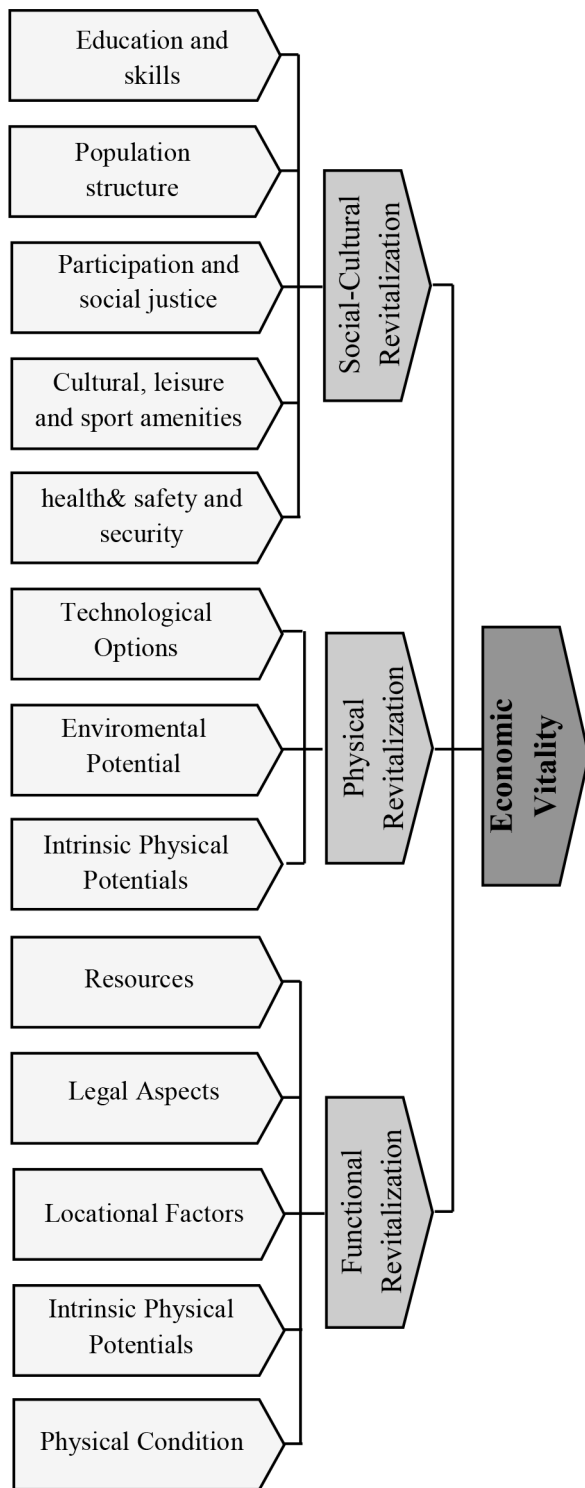 Education and
skills
Population
structure
Participation and
social justice
Cultural, leisure
and sport amenities
health& safety and
security
Social-Cultural
Revitalization
Technological
Options
Enviromental
Potential
Intrinsic Physical
Potentials
Physical
Revitalization
Resources
Legal Aspects
Locational Factors
Intrinsic Physical
Potentials
Physical Condition
Functional
Revitalization
Economic
Vitality